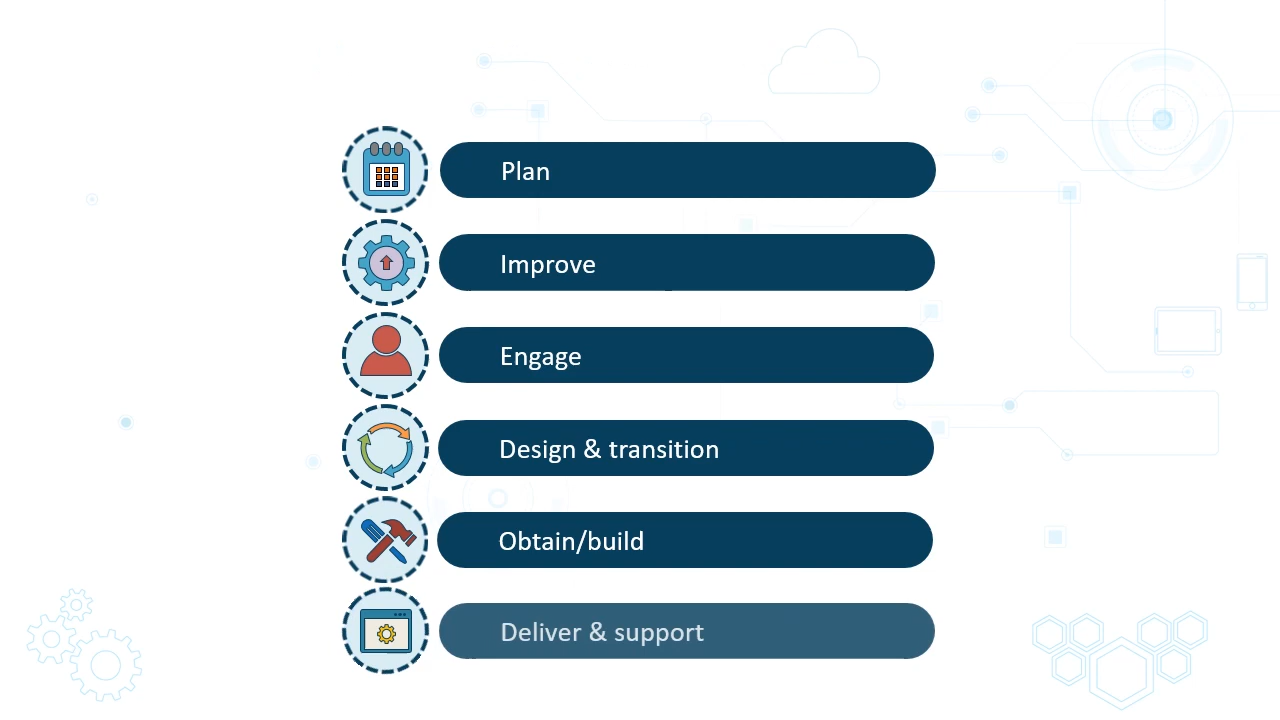 Plan
Improve
Engage
Design & transition
Obtain/build
Deliver & support